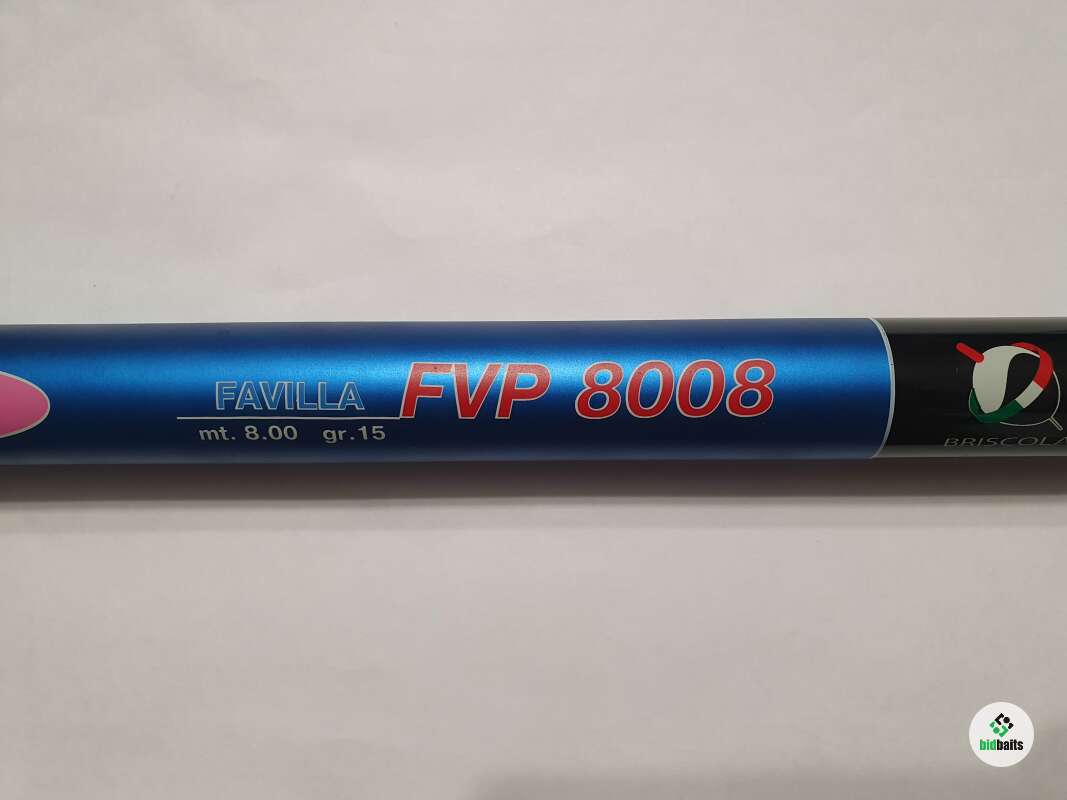 FAVILLA
mt. 8.00 gr.15
FVP 8008
BRISCOLA
bidbaits